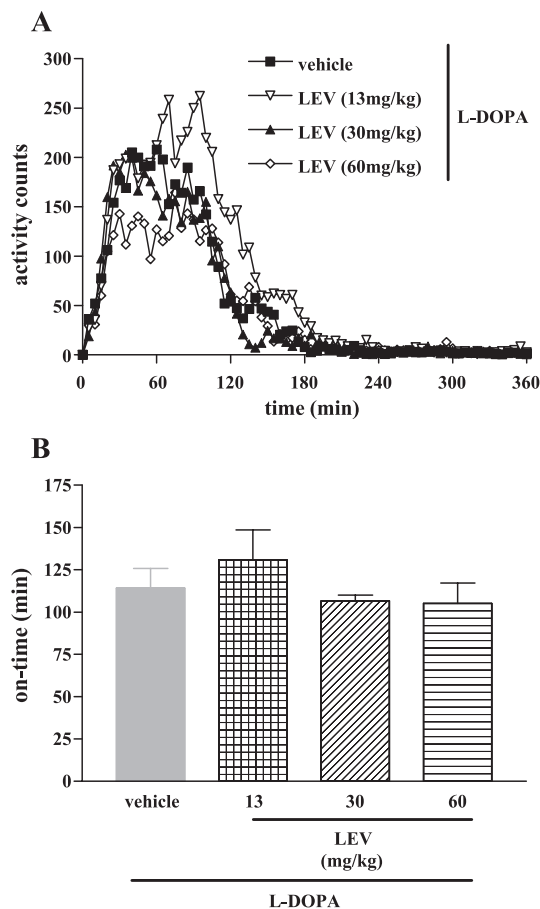 A
300
250
200
150
100
50
0
activity counts
vehicle
LEV (13mg/kg)
LEV (30mg/kg)
LEV (60mg/kg)
L-DOPA
0 60 120 180 240 300 360
time (min)
B
175
150
125
100
75
50
25
0
on-time (min)
vehicle 13 30 60
LEV
(mg/kg)
L-DOPA